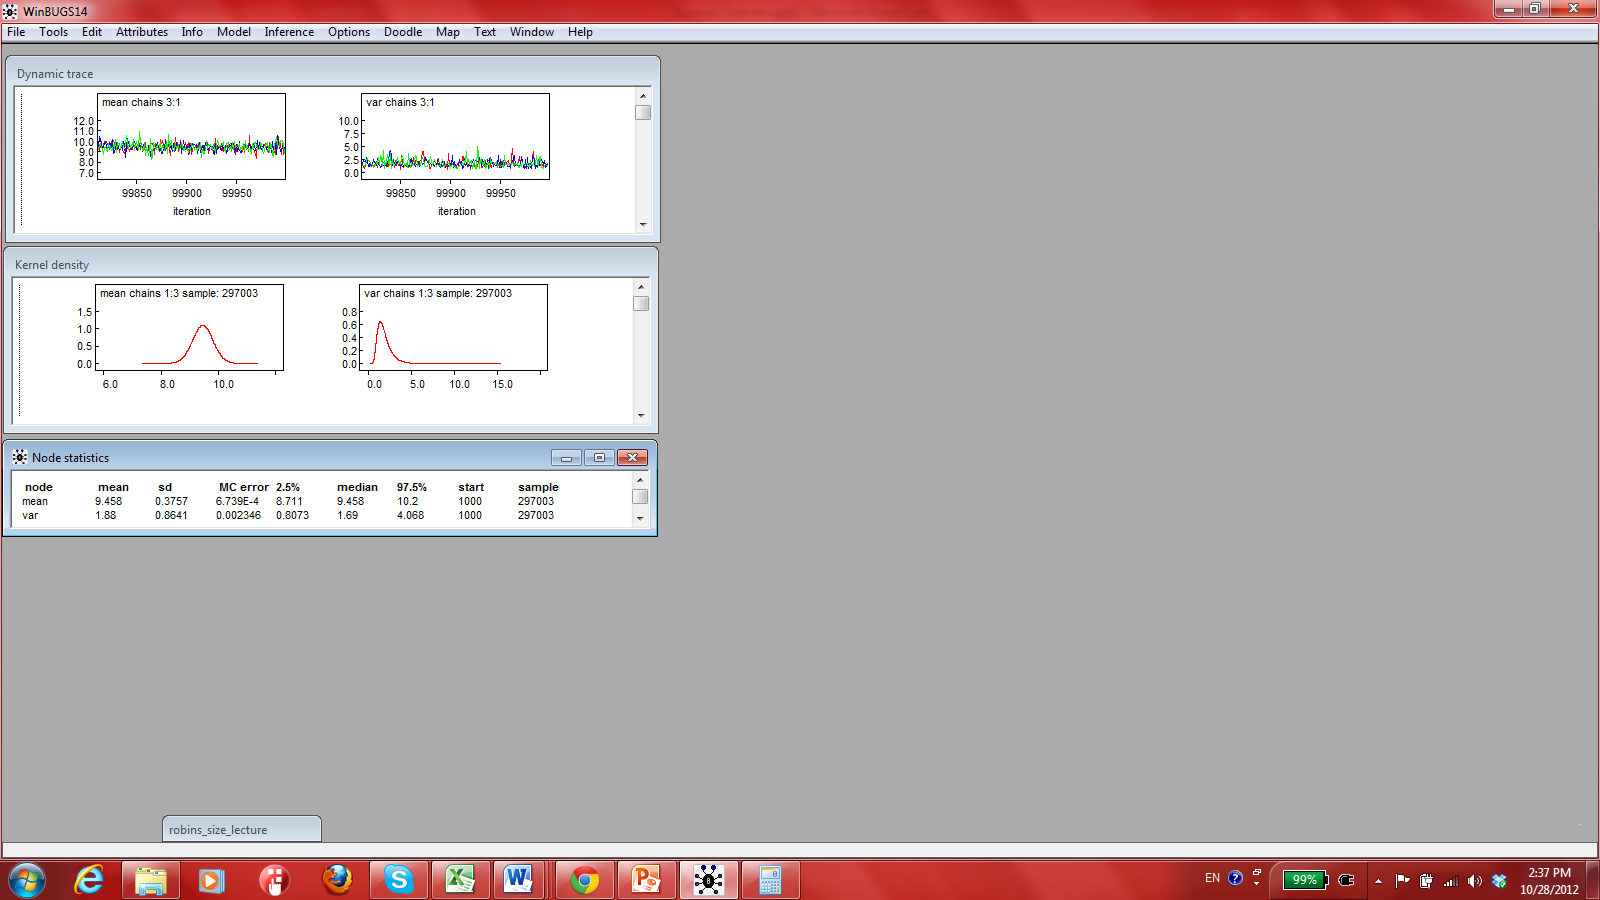 WinBUGS14
File Tools Edit Attributes Info Model Inference Options Doodle Map Text Window Help
Dynamic trace
mean chains 3:1
12.0
11.0
10.0
9.0
8.0
7.0
99850 99900 99950
iteration
var chains 3:1
10.0
7.5
5.0
2.5
0.0
99850 99900 99950
iteration
Kernel density
mean chains 1:3 sample: 297003
1.5
1.0
0.5
0.0
6.0 8.0 10.0
var chains 1:3 sample: 297003
0.8
0.6
0.4
0.2
0.0
0.0 5.0 10.0 15.0
Node statistics
node mean sd MC error 2.5% median 97.5% start sample
mean 9.458 0.3757 6.739E-4 8.711 9.458 10.2 1000 297003
var 1.88 0.8641 0.002346 0.8073 1.69 4.068 1000 297003
robins_size_lecture
EN
99%
2:37 PM
10/28/2012